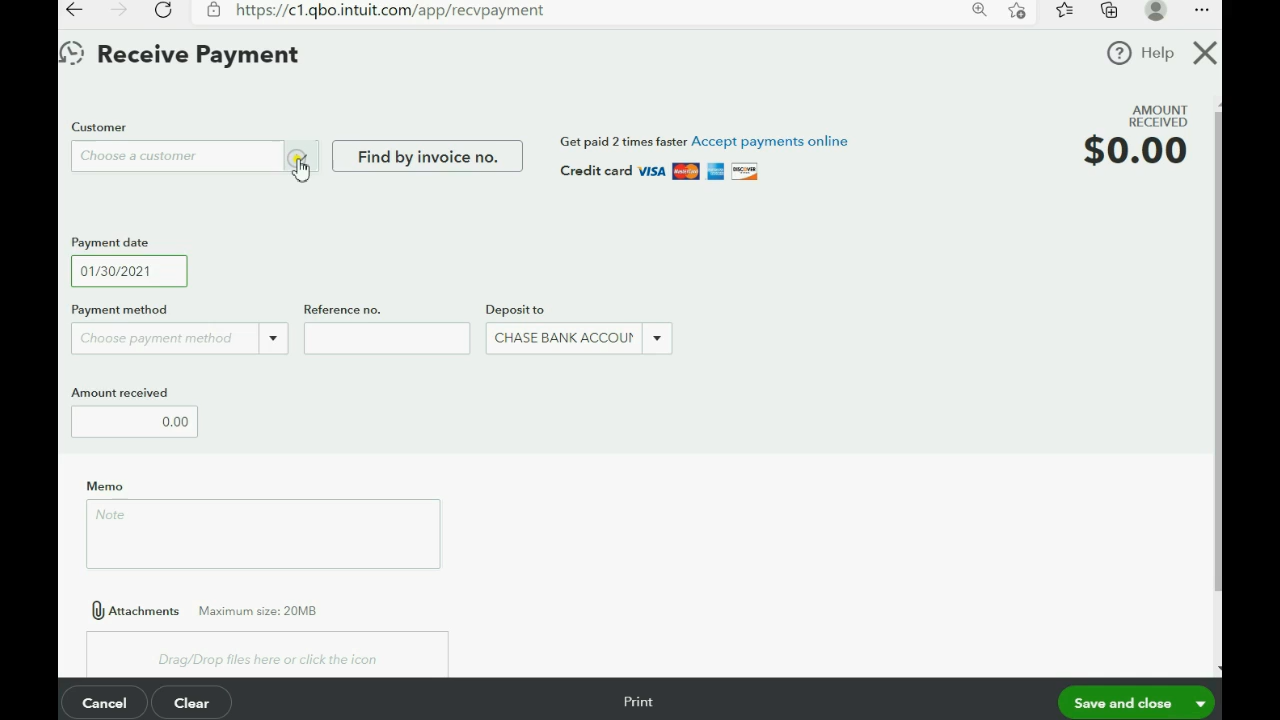 https://c1.qbo.intuit.com/app/recvpayment
Receive Payment
Help
AMOUNT
RECEIVED
$0.00
Customer
Choose a customer
Find by invoice no.
Get paid 2 times faster Accept payments online
Credit card VISA MasterCard DISCOVER
Payment date
01/30/2021
Payment method
Reference no.
Deposit to
Choose payment method
CHASE BANK ACCOUN
Amount received
0.00
Memo
Note
Attachments Maximum size: 20MB
Drag/Drop files here or click the icon
Cancel
Clear
Print
Save and close